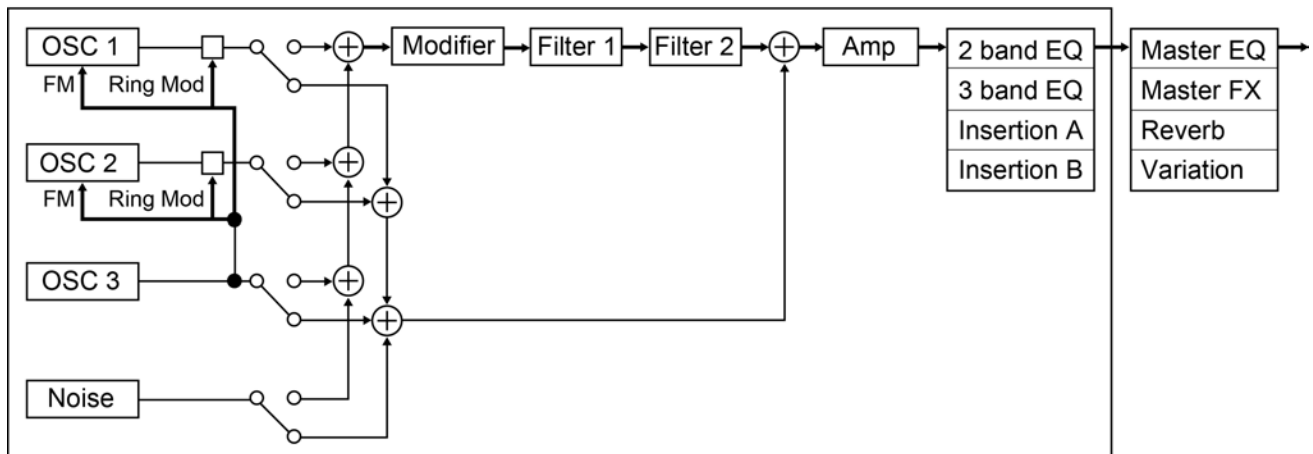 OSC 1
Modifier
Filter 1
Filter 2
Amp
2 band EQ
Master EQ
FM
Ring Mod
3 band EQ
Master FX
Insertion A
Reverb
OSC 2
Insertion B
Variation
FM
Ring Mod
OSC 3
Noise